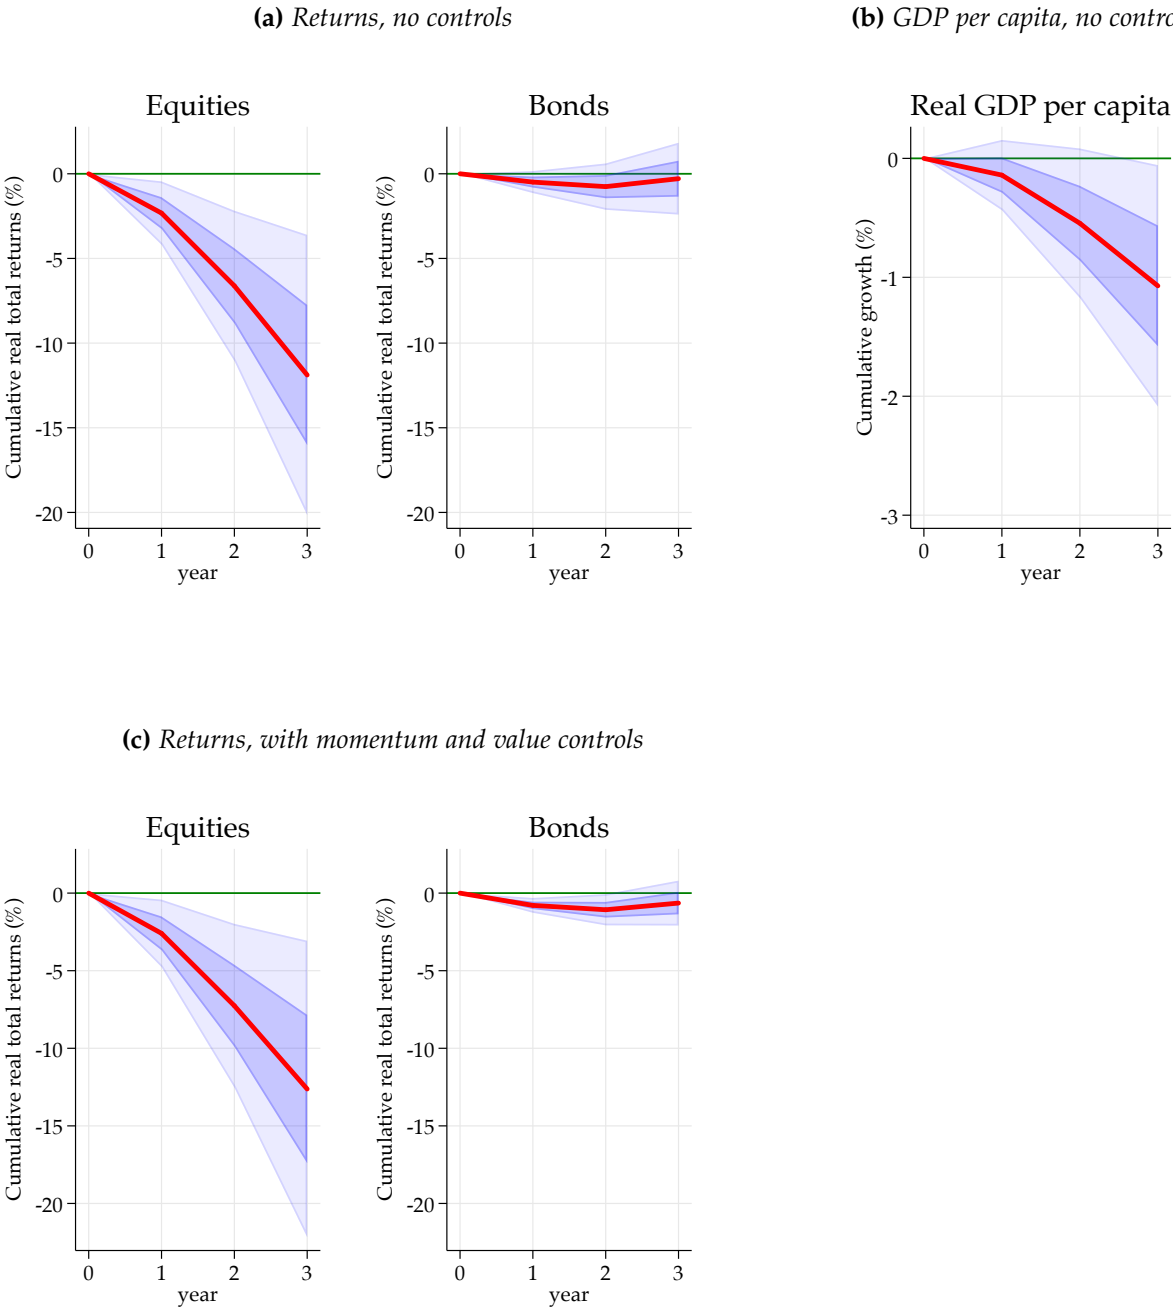 (a) Returns, no controls
(b) GDP per capita, no contro
Equities
Bonds
Real GDP per capita
Cumulative real total returns (%)
0
-5
-10
-15
-20
0 1 2 3
year
Cumulative real total returns (%)
0
-5
-10
-15
-20
0 1 2 3
year
Cumulative growth (%)
0
-1
-2
-3
0 1 2 3
year
(c) Returns, with momentum and value controls
Equities
Bonds
Cumulative real total returns (%)
0
-5
-10
-15
-20
0 1 2 3
year
Cumulative real total returns (%)
0
-5
-10
-15
-20
0 1 2 3
year